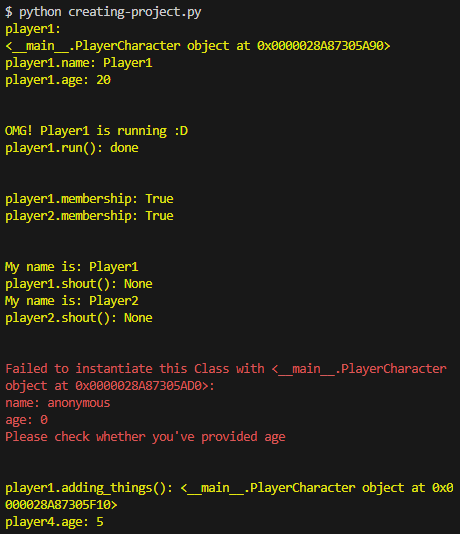 $ python creating-project.py
player1:
<__main__.PlayerCharacter object at 0x0000028A87305A90>
player1.name: Player1
player1.age: 20
OMG! Player1 is running :D
player1.run(): done
player1.membership: True
player2.membership: True
My name is: Player1
player1.shout(): None
My name is: Player2
player2.shout(): None
Failed to instantiate this Class with <__main__.PlayerCharacter
object at 0x0000028A87305AD0>:
name: anonymous
age: 0
Please check whether you've provided age
player1.adding_things(): <__main__.PlayerCharacter object at 0x0
000028A87305F10>
player4.age: 5